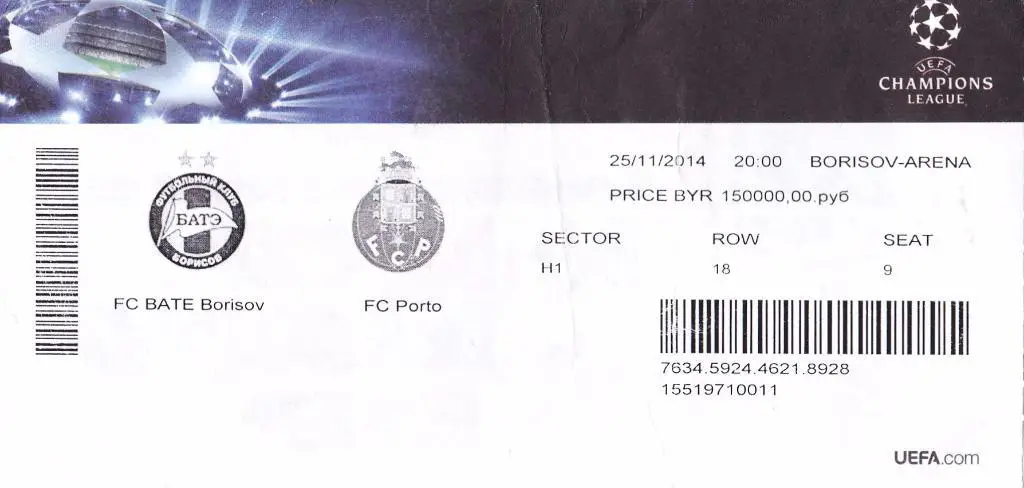 UEFA
CHAMPIONS
LEAGUE
25/11/2014 20:00 BORISOV-ARENA
PRICE BYR 150000,00.руб
SECTOR ROW SEAT
H1 18 9
ФУТБОЛЬНЫЙ КЛУБ
БАТЭ
БОРИСОВ
FCP
FC BATE Borisov FC Porto
7634.5924.4621.8928
15519710011
UEFA.com